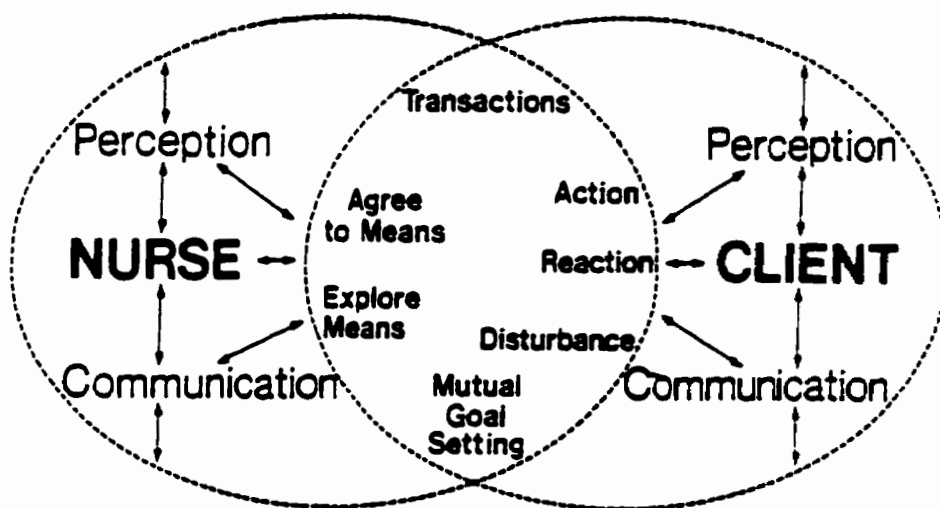 Transactions
Perception
Perception
Action
Agree
to Means
NURSE
Reaction
CLIENT
Explore
Means
Disturbance
Communication
Communication
Mutual
Goal
Setting